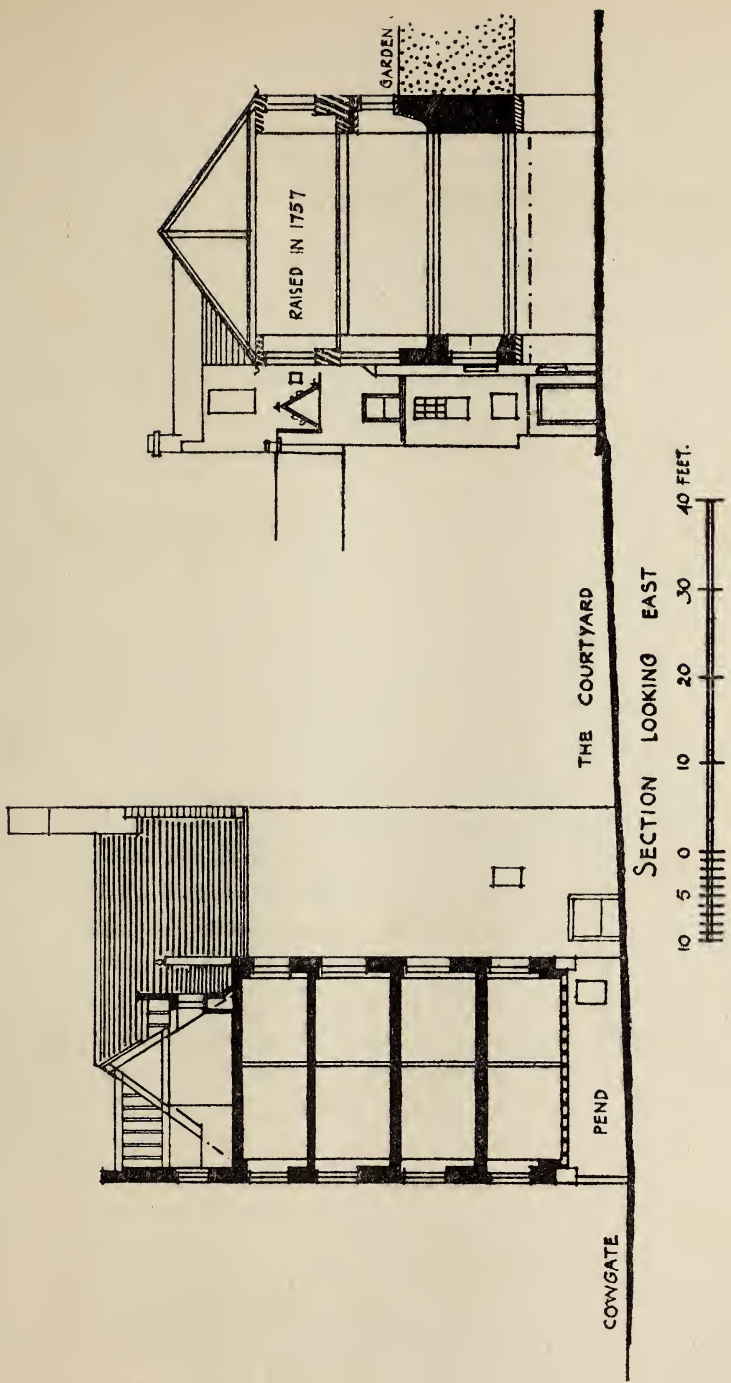 GARDEN
RAISED IN 1757
THE COURTYARD
PEND
COWGATE
SECTION LOOKING EAST
10 5 0 10 20 30 40 FEET.